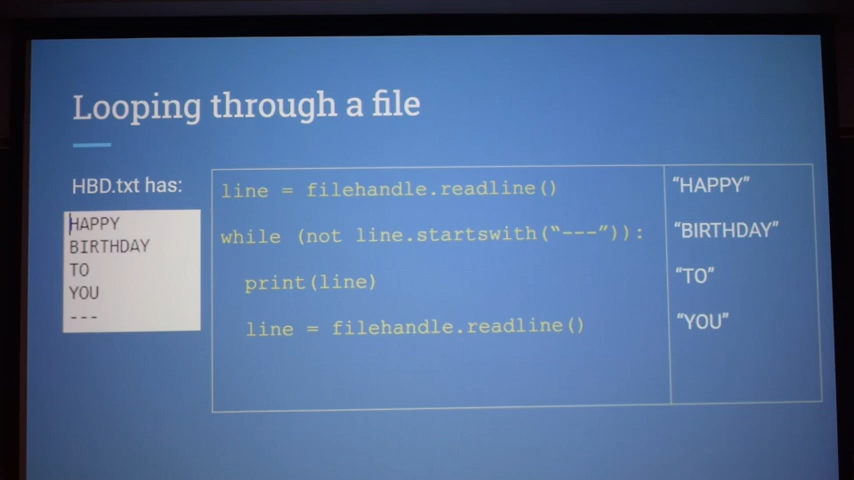 Looping through a file
HBD.txt has:
HAPPY
BIRTHDAY
TO
YOU
---
line = filehandle.readline()
while (not line.startswith(“---”)):
print(line)
line = filehandle.readline()
“HAPPY”
“BIRTHDAY”
“TO”
“YOU”